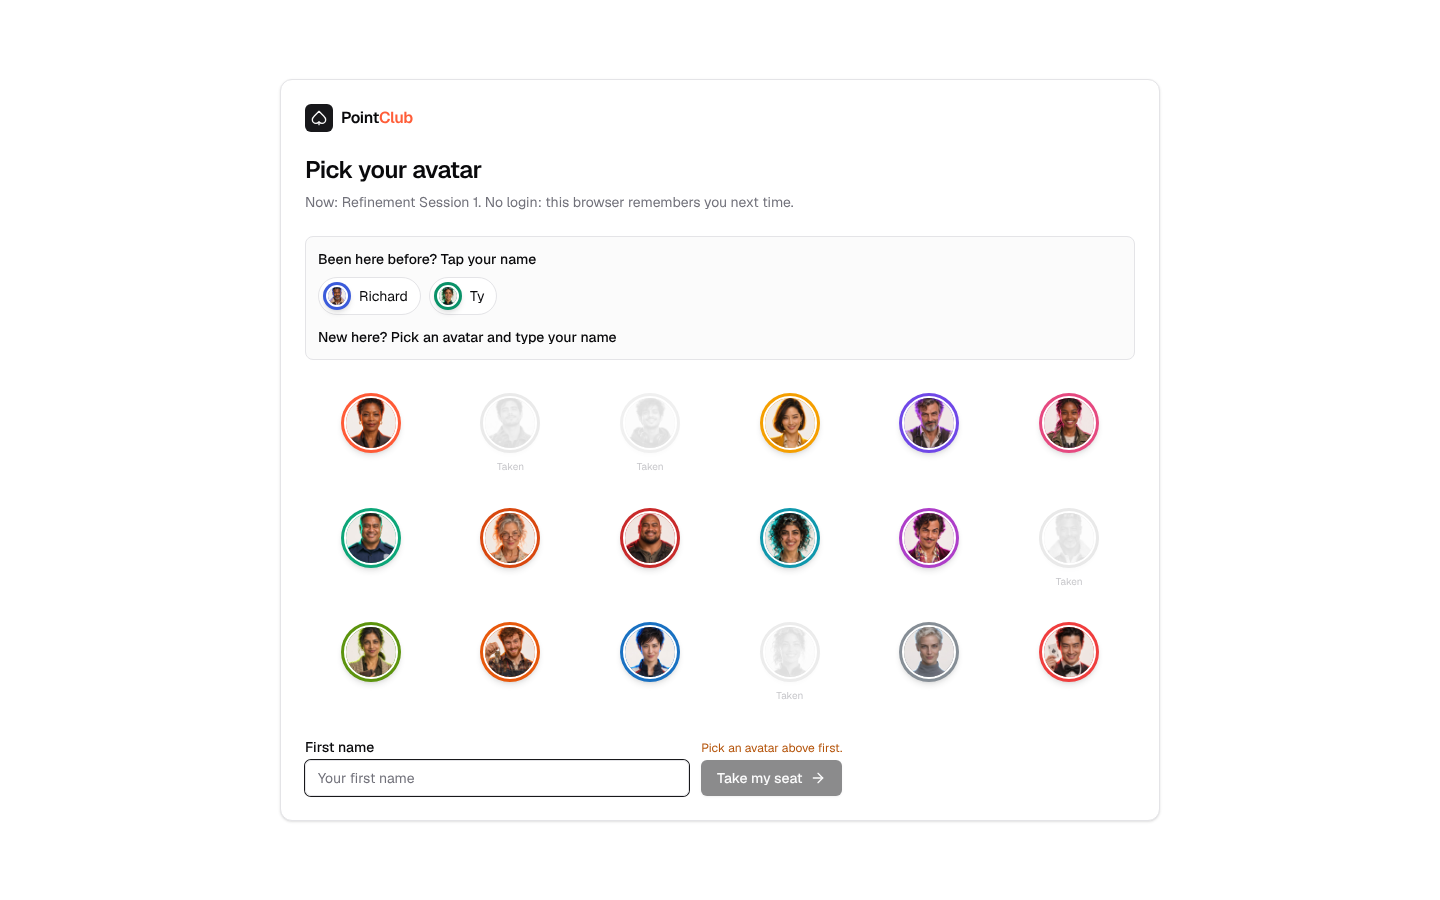 PointClub
Pick your avatar
Now: Refinement Session 1. No login: this browser remembers you next time.
Been here before? Tap your name
Richard
Ty
New here? Pick an avatar and type your name
Taken
Taken
Taken
Taken
First name
Pick an avatar above first.
Your first name
Take my seat